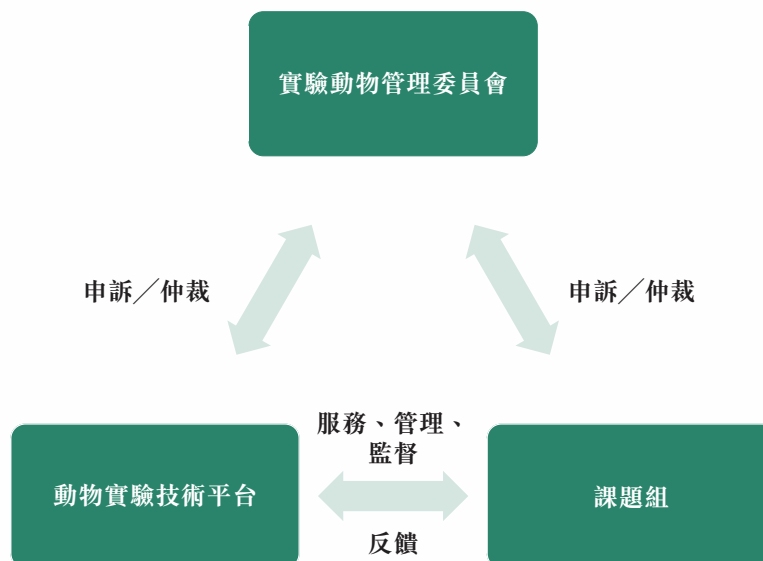 實驗動物管理委員會
申訴／仲裁
申訴／仲裁
服務、管理、
監督
動物實驗技術平台
課題組
反饋